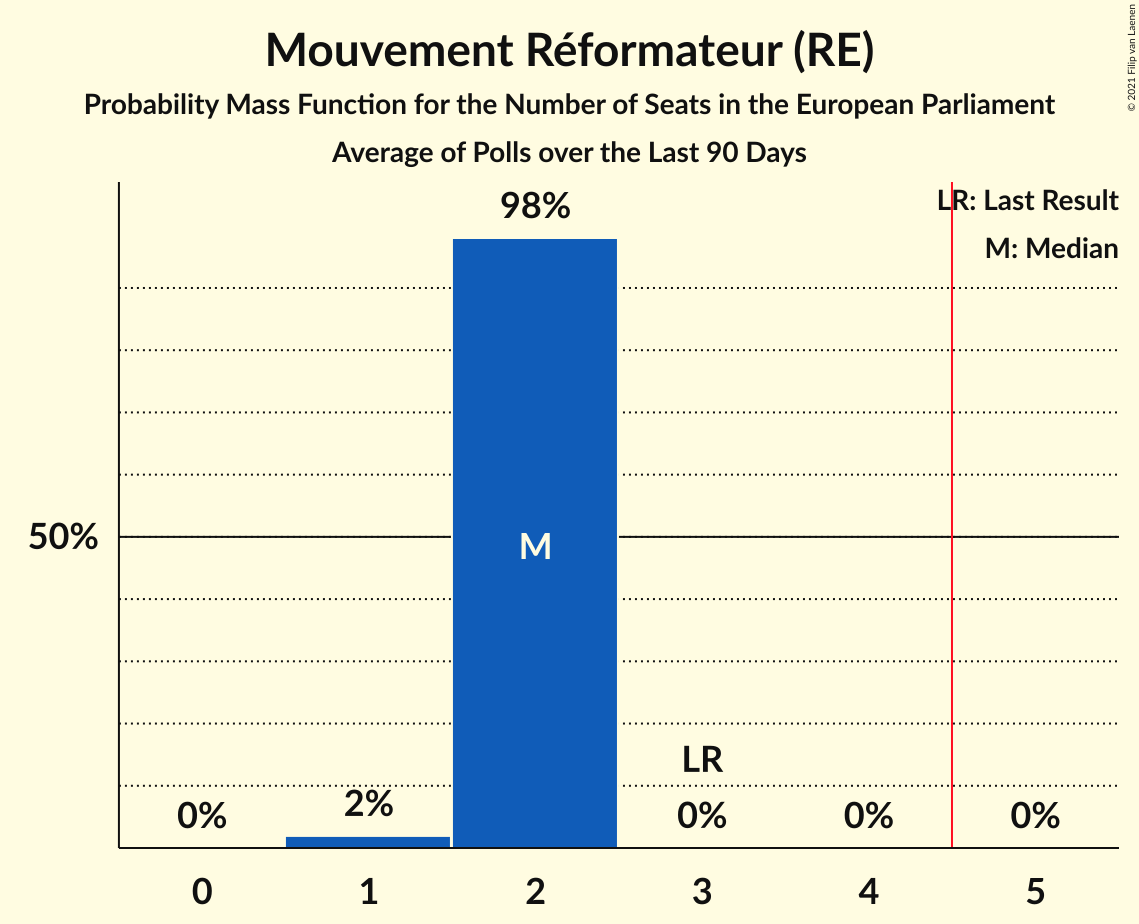 Mouvement Réformateur (RE)
Probability Mass Function for the Number of Seats in the European Parliament
Average of Polls over the Last 90 Days
© 2021 Filip van Laenen
LR: Last Result
M: Median
98%
50%
M
LR
0%
2%
0%
0%
0%
0
1
2
3
4
5